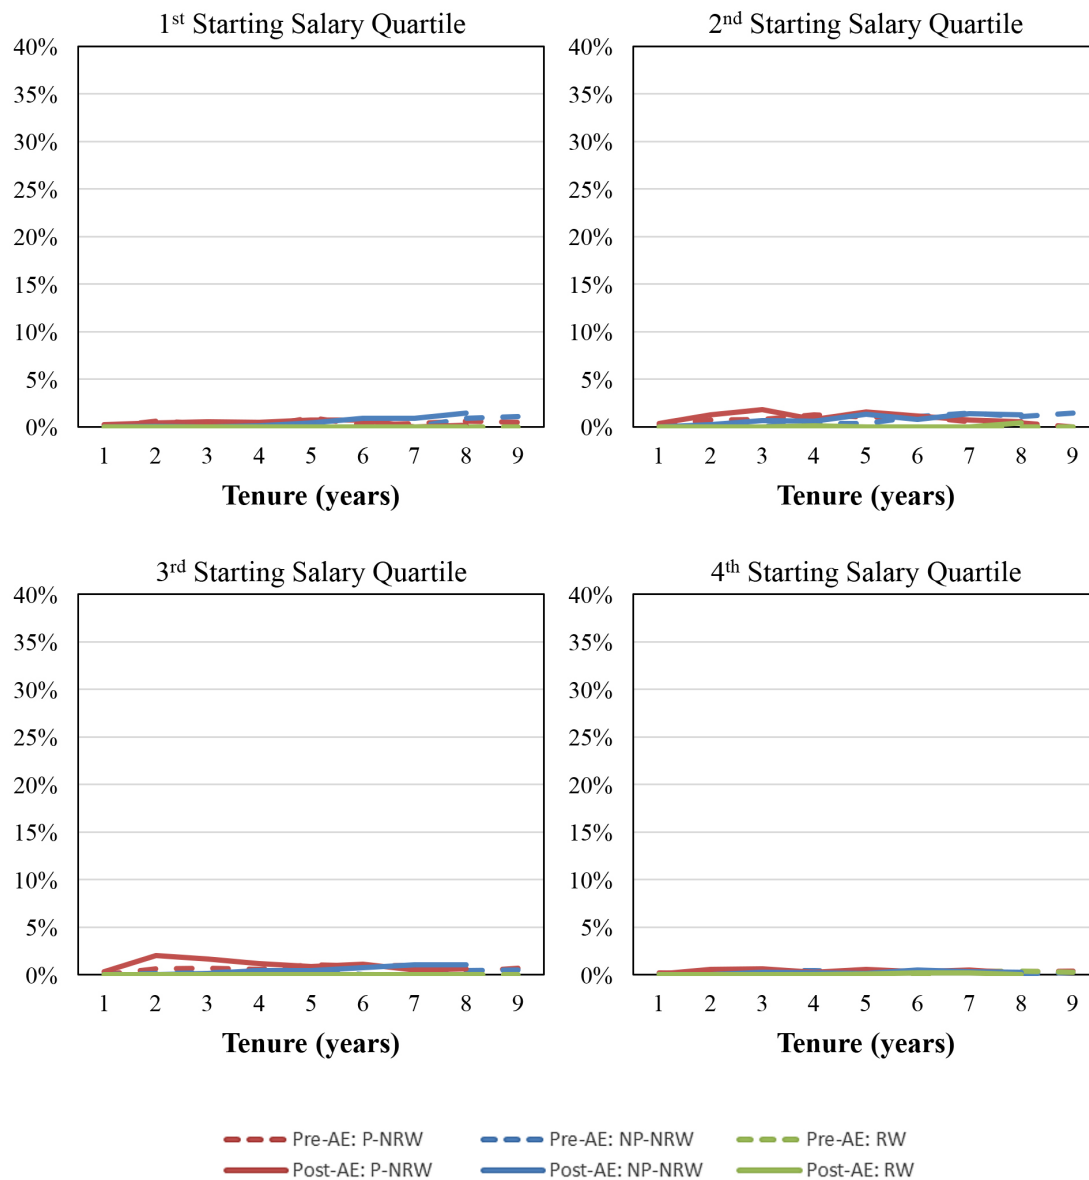 1st Starting Salary Quartile
40%
35%
30%
25%
20%
15%
10%
5%
0%
1 2 3 4 5 6 7 8 9
Tenure (years)
2nd Starting Salary Quartile
40%
35%
30%
25%
20%
15%
10%
5%
0%
1 2 3 4 5 6 7 8 9
Tenure (years)
3rd Starting Salary Quartile
40%
35%
30%
25%
20%
15%
10%
5%
0%
1 2 3 4 5 6 7 8 9
Tenure (years)
4th Starting Salary Quartile
40%
35%
30%
25%
20%
15%
10%
5%
0%
1 2 3 4 5 6 7 8 9
Tenure (years)
Pre-AE: P-NRW Pre-AE: NP-NRW Pre-AE: RW
Post-AE: P-NRW Post-AE: NP-NRW Post-AE: RW